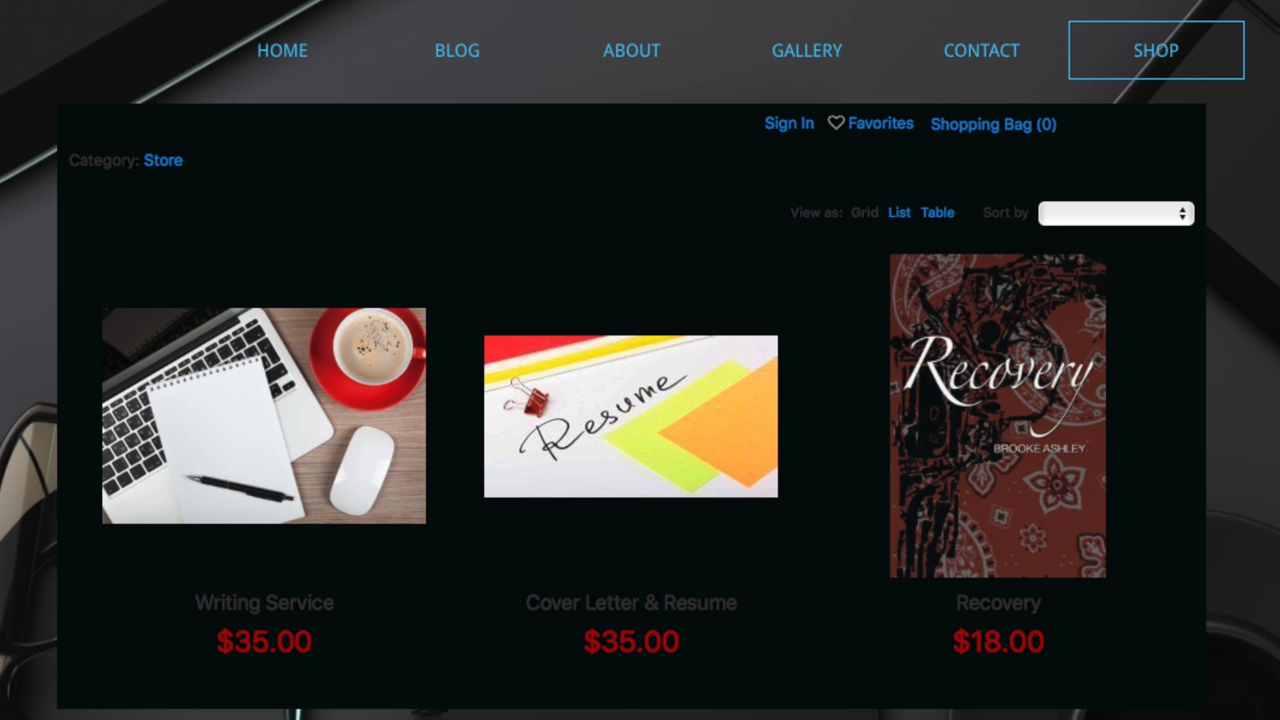 HOME BLOG ABOUT GALLERY CONTACT SHOP
Sign In Favorites Shopping Bag (0)
Category: Store
View as: Grid List Table Sort by
Resume
Recovery
BROOKE ASHLEY
Writing Service Cover Letter & Resume Recovery
$35.00 $35.00 $18.00